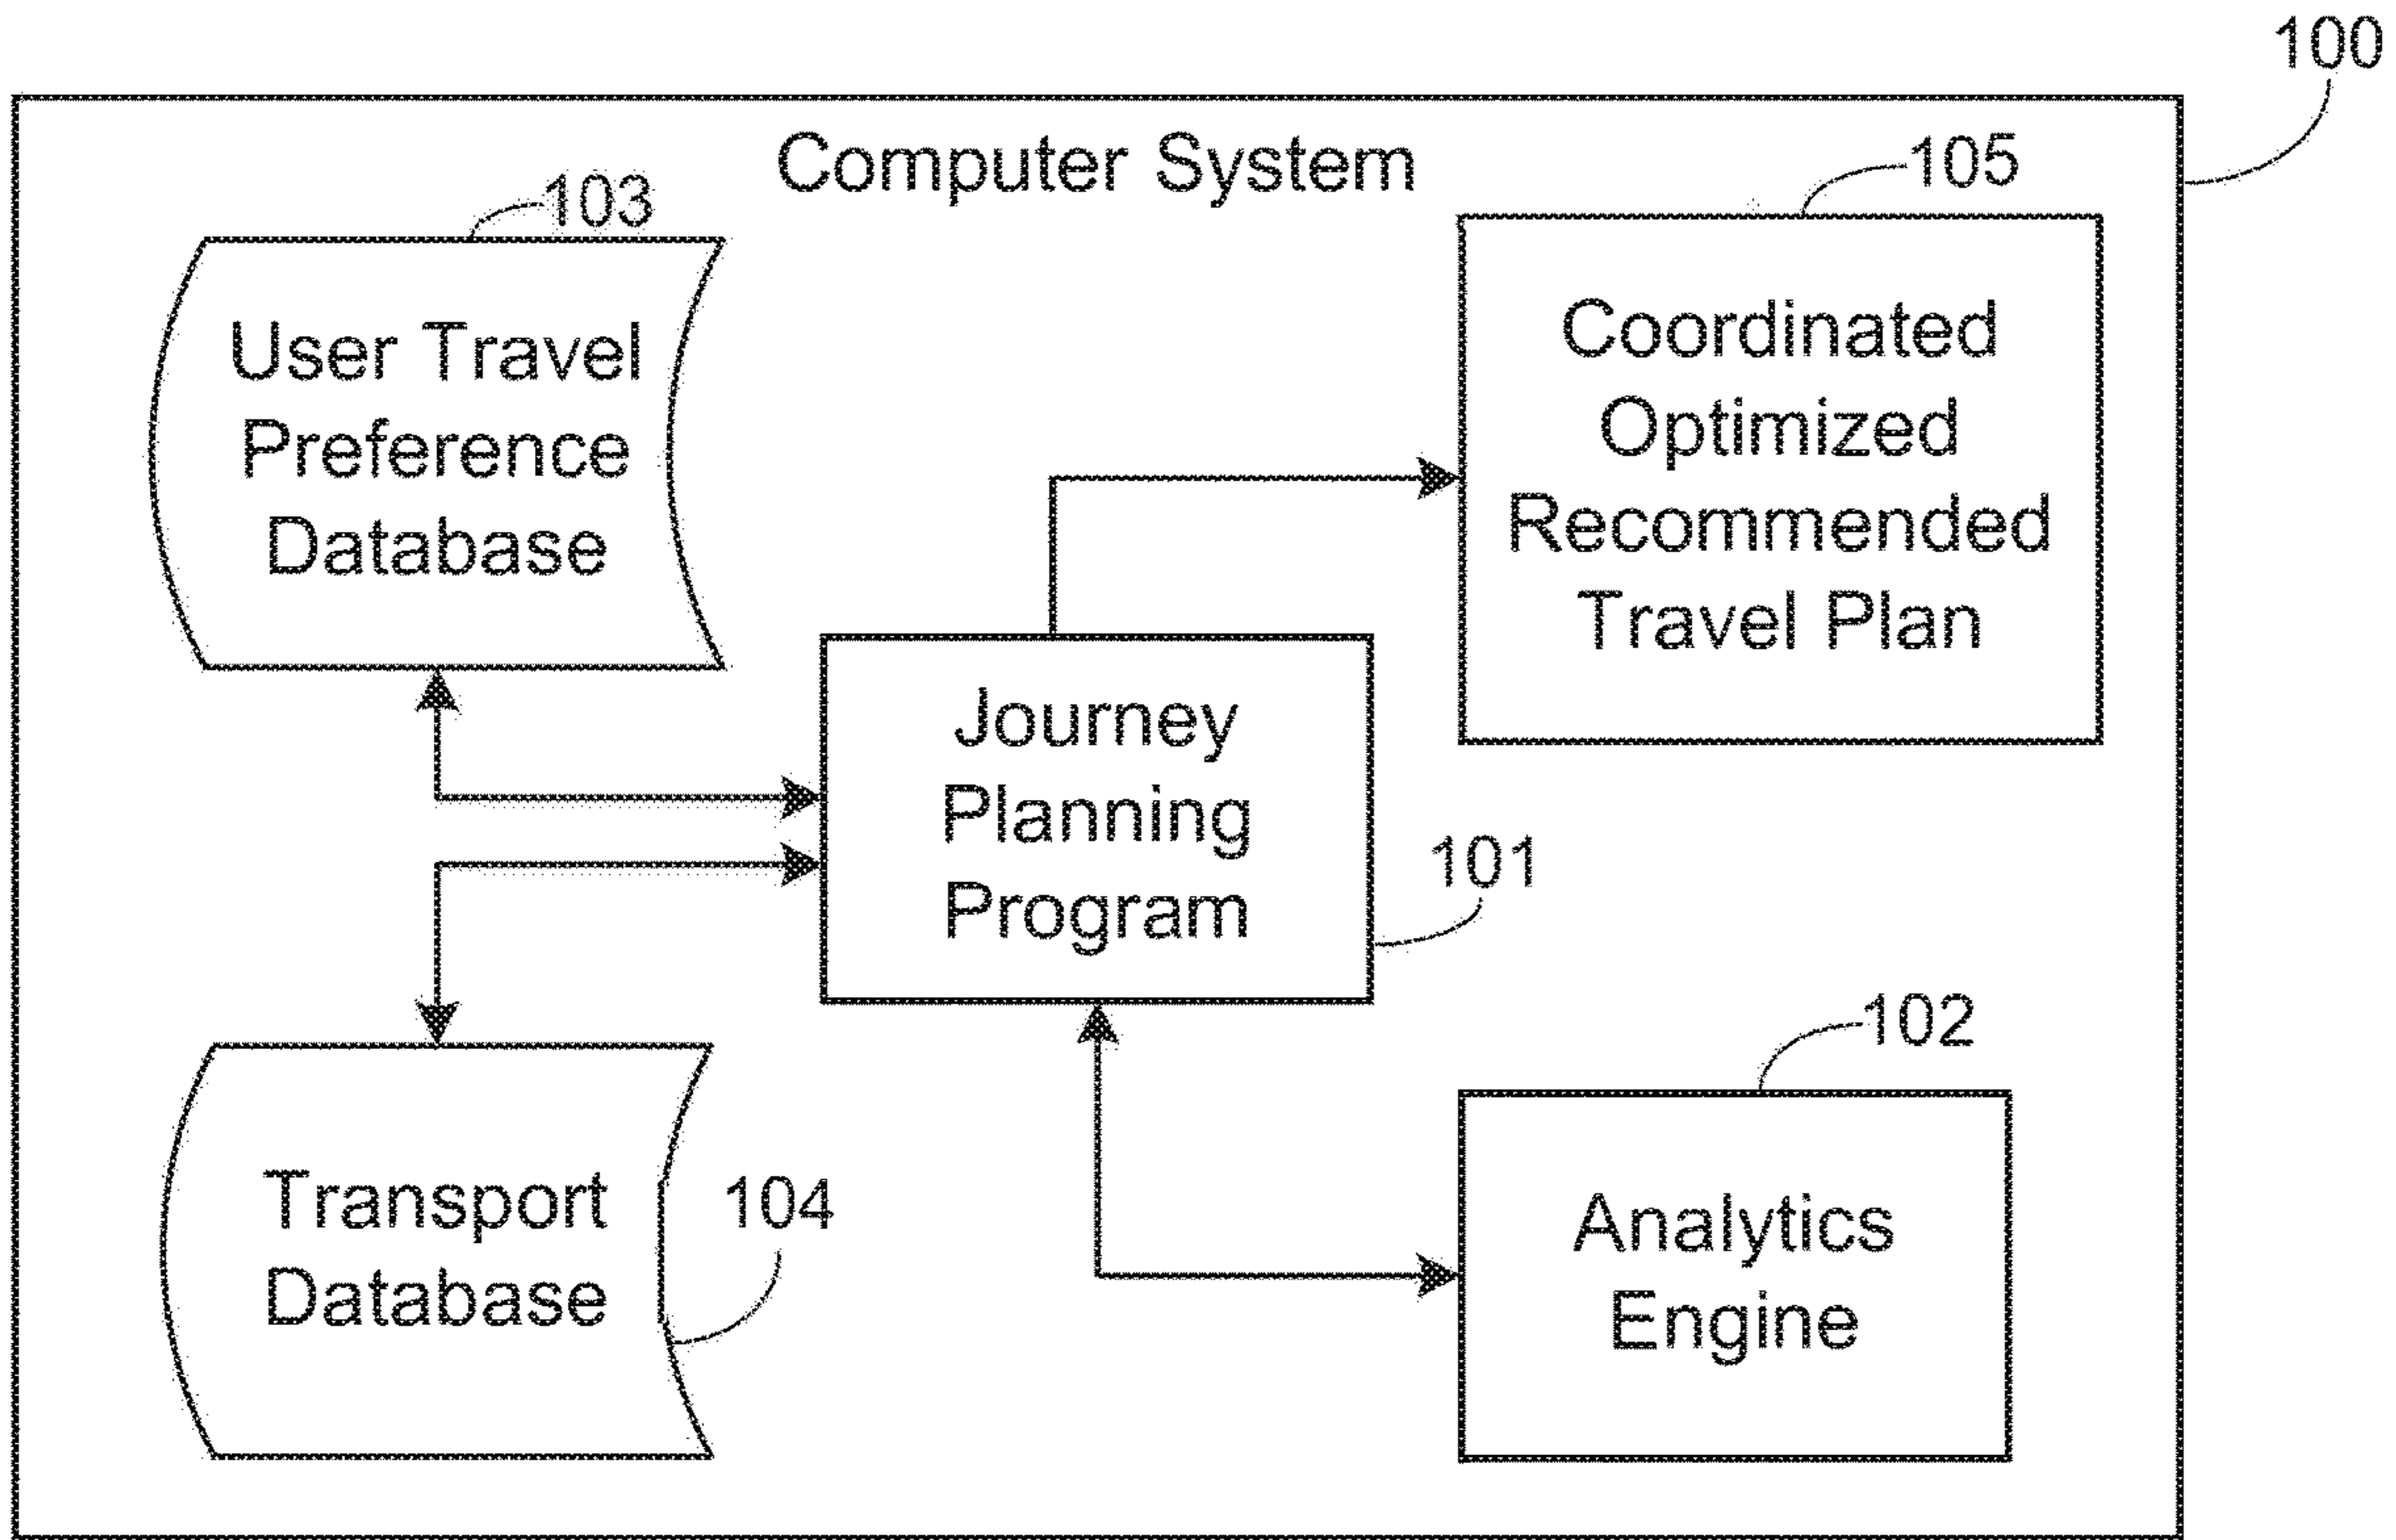 100
Computer System
105
103
User Travel
Preference
Database
Coordinated
Optimized
Recommended
Travel Plan
Journey
Planning
Program
101
102
Transport
Database
104
Analytics
Engine